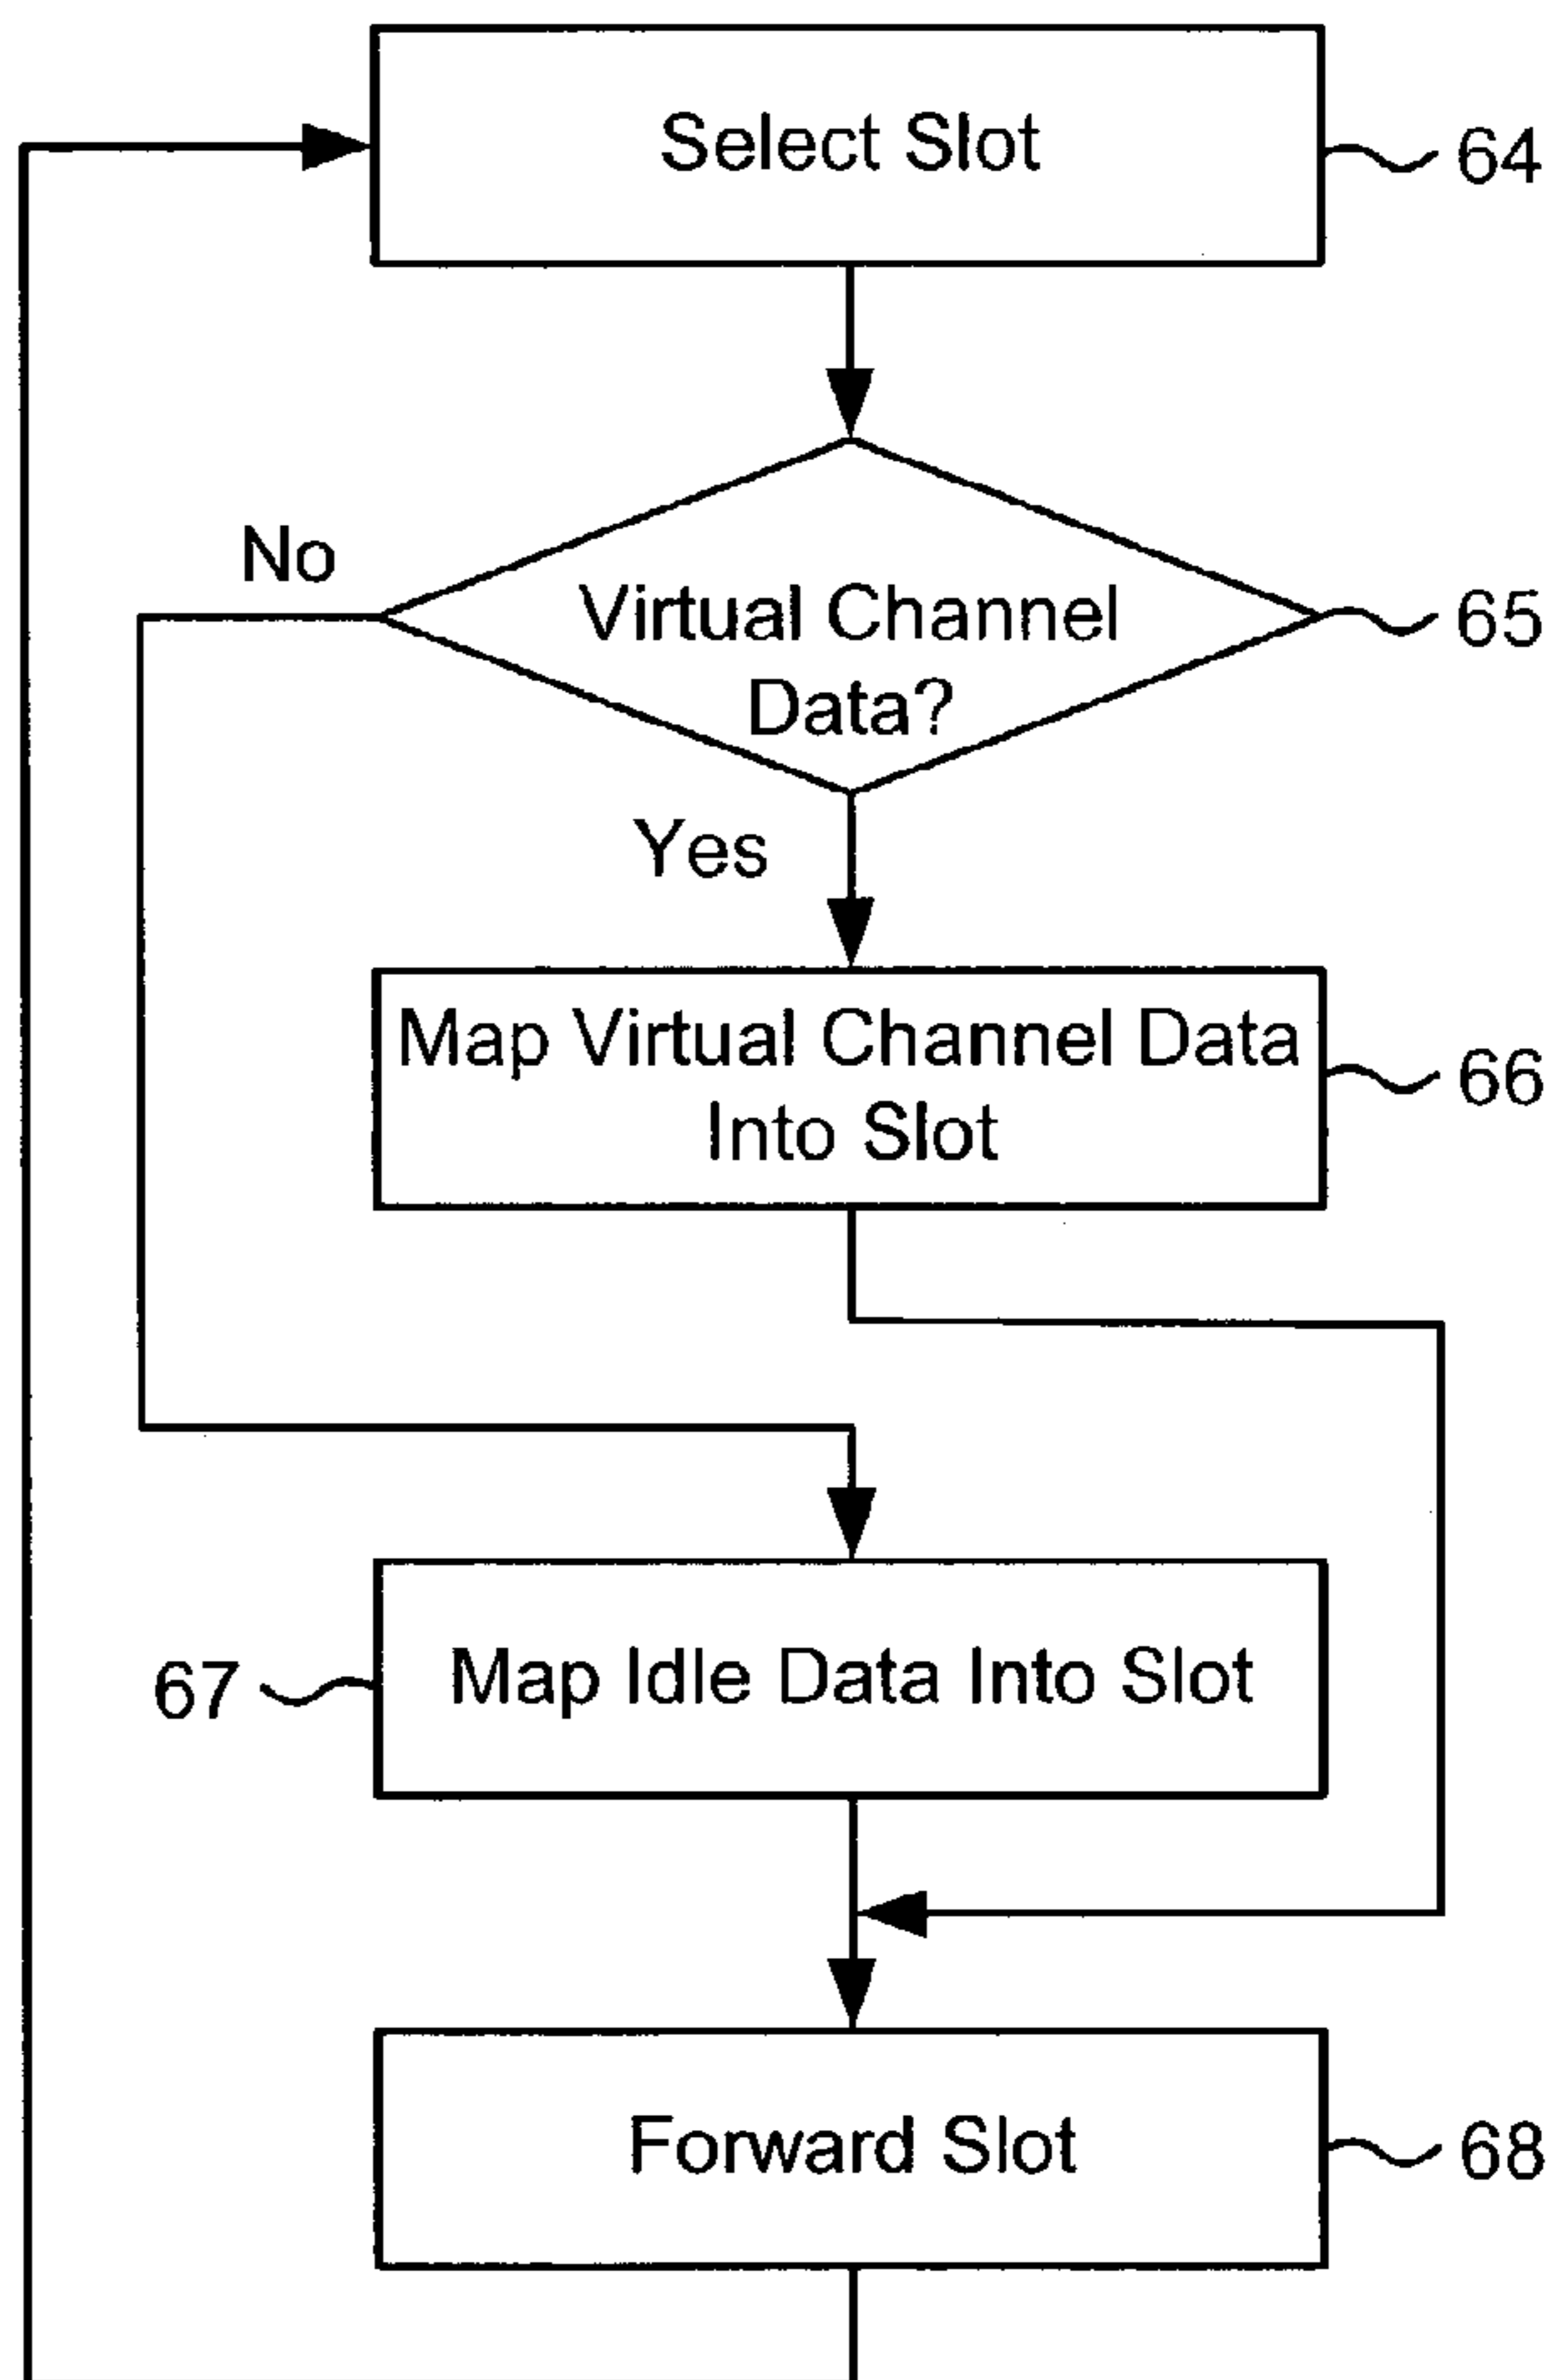 Select Slot
64
No
Virtual Channel
Data?
65
Yes
Map Virtual Channel Data
Into Slot
66
67
Map Idle Data Into Slot
Forward Slot
68